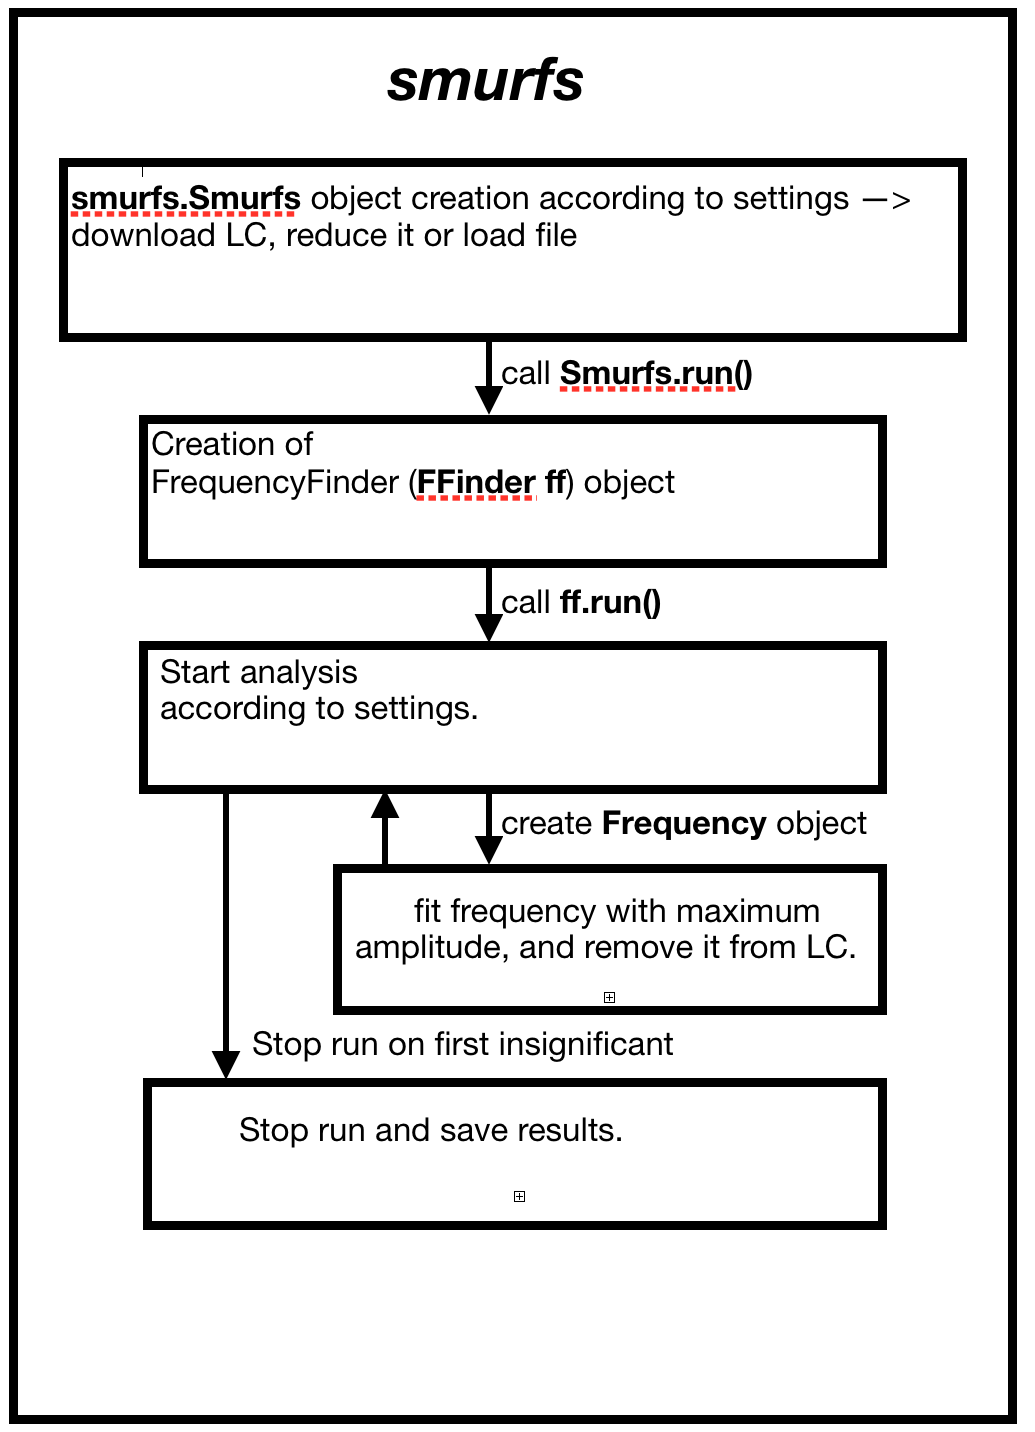 smurfs
smurfs.Smurfs object creation according to settings —>
download LC, reduce it or load file
call Smurfs.run()
Creation of
FrequencyFinder (FFinder ff) object
call ff.run()
Start analysis
according to settings.
create Frequency object
fit frequency with maximum
amplitude, and remove it from LC.
Stop run on first insignificant
Stop run and save results.